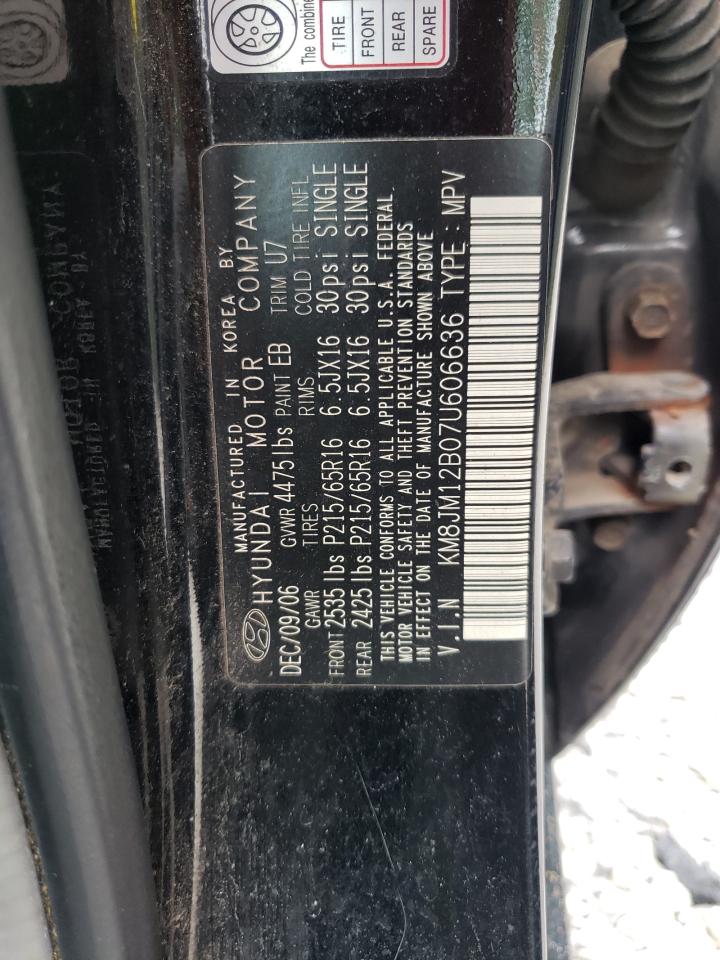 The combine
TIRE
FRONT
REAR
SPARE
MANUFACTURED IN KOREA BY
HYUNDAI MOTOR COMPANY
DEC/09/06 GVWR 4475lbs PAINT EB TRIM U7
GAWR TIRES RIMS COLD TIRE INFL
FRONT 2535 lbs P215/65R16 6.5JX16 30psi SINGLE
REAR 2425 lbs P215/65R16 6.5JX16 30psi SINGLE
THIS VEHICLE CONFORMS TO ALL APPLICABLE U.S.A. FEDERAL
MOTOR VEHICLE SAFETY AND THEFT PREVENTION STANDARDS
IN EFFECT ON THE DATE OF MANUFACTURE SHOWN ABOVE
V.I.N KM8JM12B07U606636 TYPE: MPV